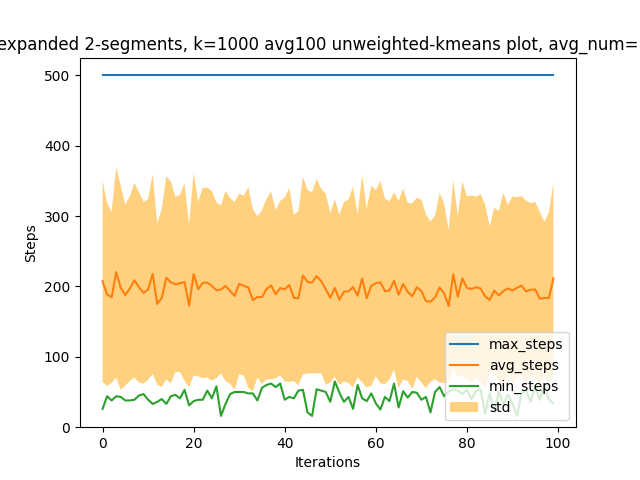 expanded 2-segments, k=1000 avg100 unweighted-kmeans plot, avg_num=
500
400
300
200
100
0
Steps
0 20 40 60 80 100
Iterations
max_steps
avg_steps
min_steps
std